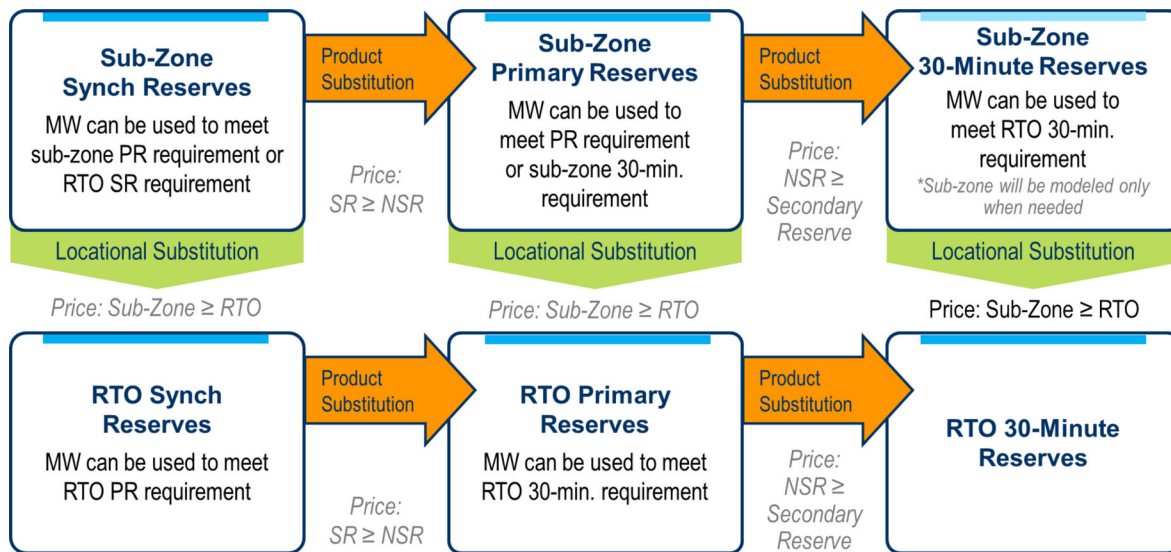 Sub-Zone
Synch Reserves
MW can be used to meet
sub-zone PR requirement or
RTO SR requirement
Product
Substitution
Price:
SR ≥ NSR
Sub-Zone
Primary Reserves
MW can be used to
meet PR requirement
or sub-zone 30-min.
requirement
Product
Substitution
Price:
NSR ≥
Secondary
Reserve
Sub-Zone
30-Minute Reserves
MW can be used to
meet RTO 30-min.
requirement
*Sub-zone will be modeled only
when needed
Locational Substitution
Locational Substitution
Locational Substitution
Price: Sub-Zone ≥ RTO
Price: Sub-Zone ≥ RTO
Price: Sub-Zone ≥ RTO
RTO Synch
Reserves
MW can be used to meet
RTO PR requirement
Product
Substitution
Price:
SR ≥ NSR
RTO Primary
Reserves
MW can be used to meet
RTO 30-min. requirement
Product
Substitution
Price:
NSR ≥
Secondary
Reserve
RTO 30-Minute
Reserves